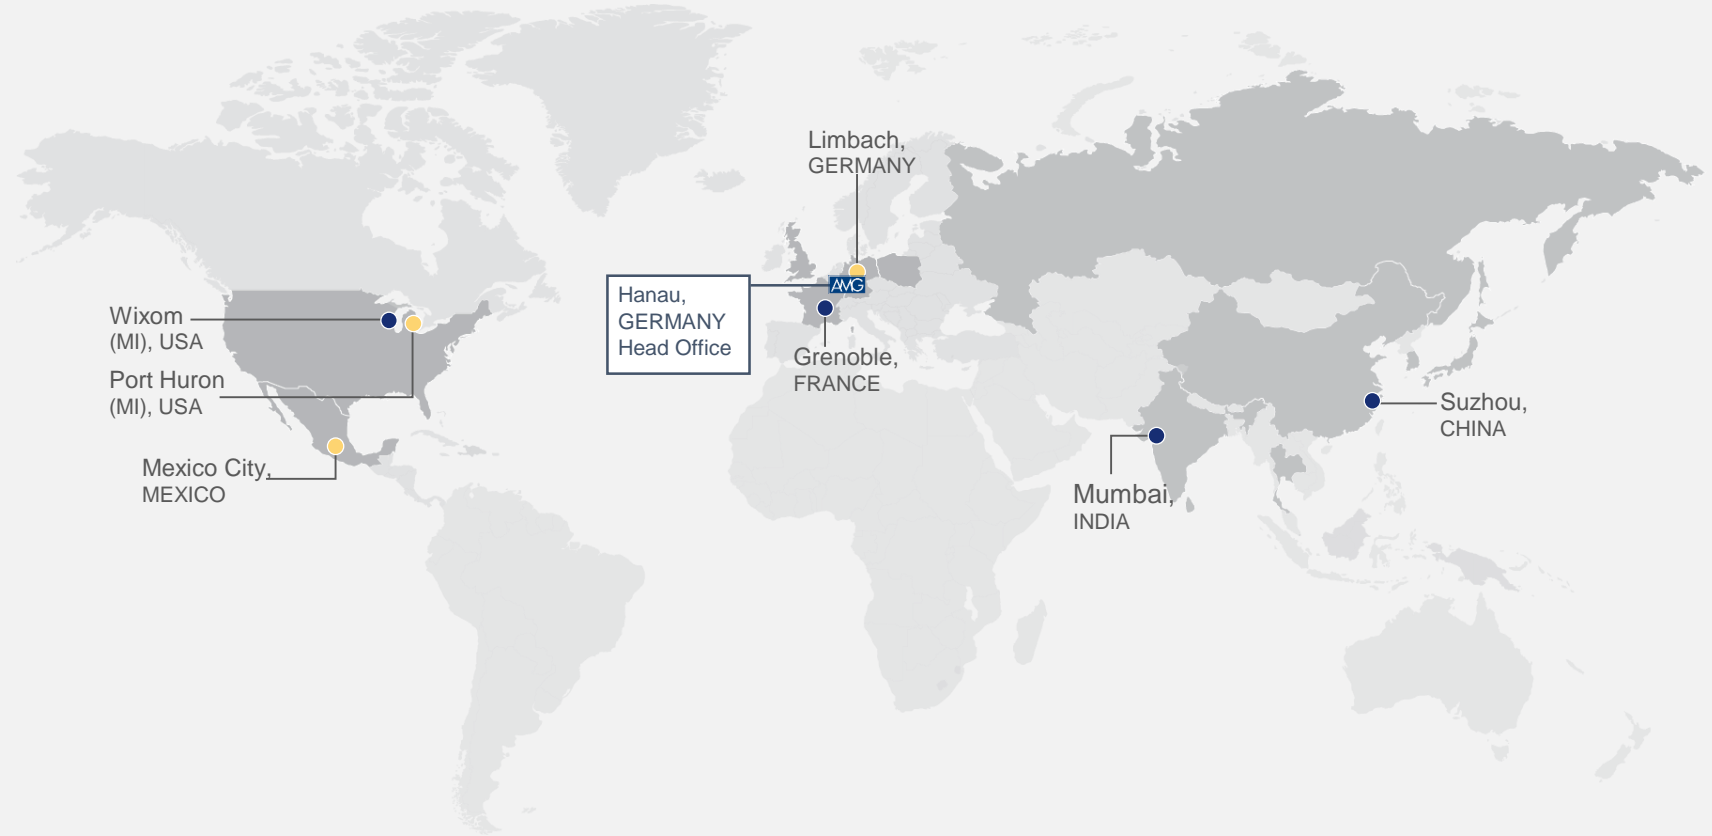 Limbach,
GERMANY
AMG
Hanau,
GERMANY
Head Office
Wixom
(MI), USA
Grenoble,
FRANCE
Port Huron
(MI), USA
Suzhou,
CHINA
Mexico City,
MEXICO
Mumbai,
INDIA